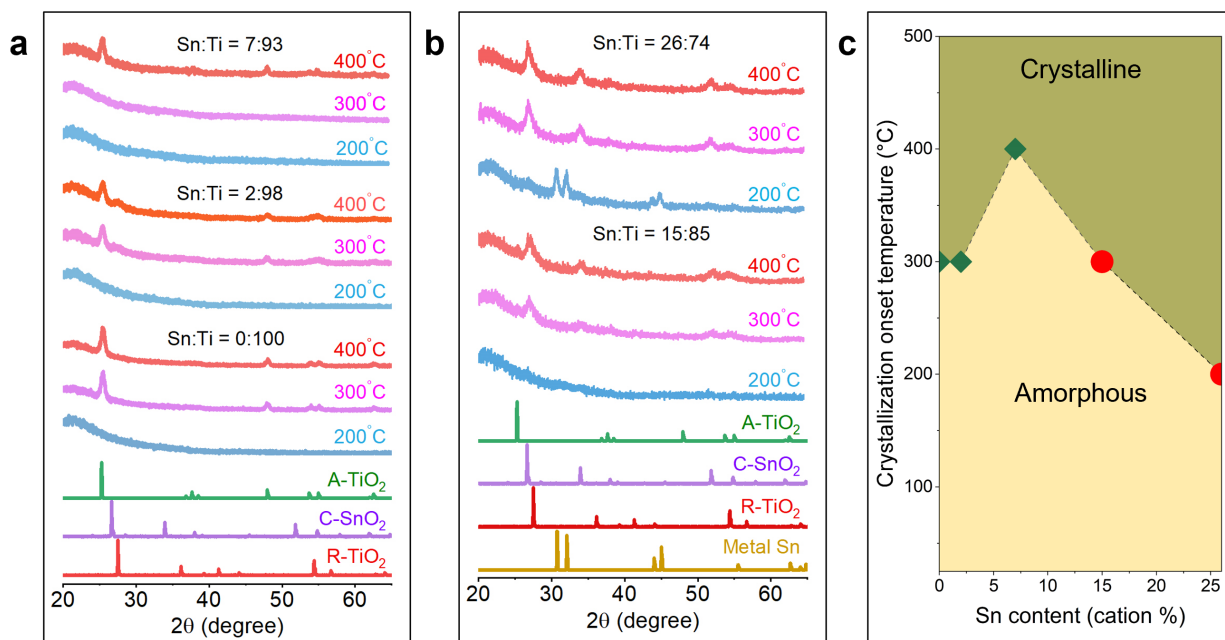 a
Sn:Ti = 7:93
400°C
300°C
200°C
Sn:Ti = 2:98
400°C
300°C
200°C
Sn:Ti = 0:100
400°C
300°C
200°C
A-TiO₂
C-SnO₂
R-TiO₂
20 30 40 50 60
2θ (degree)
b
Sn:Ti = 26:74
400°C
300°C
200°C
Sn:Ti = 15:85
400°C
300°C
200°C
A-TiO₂
C-SnO₂
R-TiO₂
Metal Sn
20 30 40 50 60
2θ (degree)
c
Crystallization onset temperature (°C)
500
400
300
200
100
Crystalline
Amorphous
0 5 10 15 20 25
Sn content (cation %)